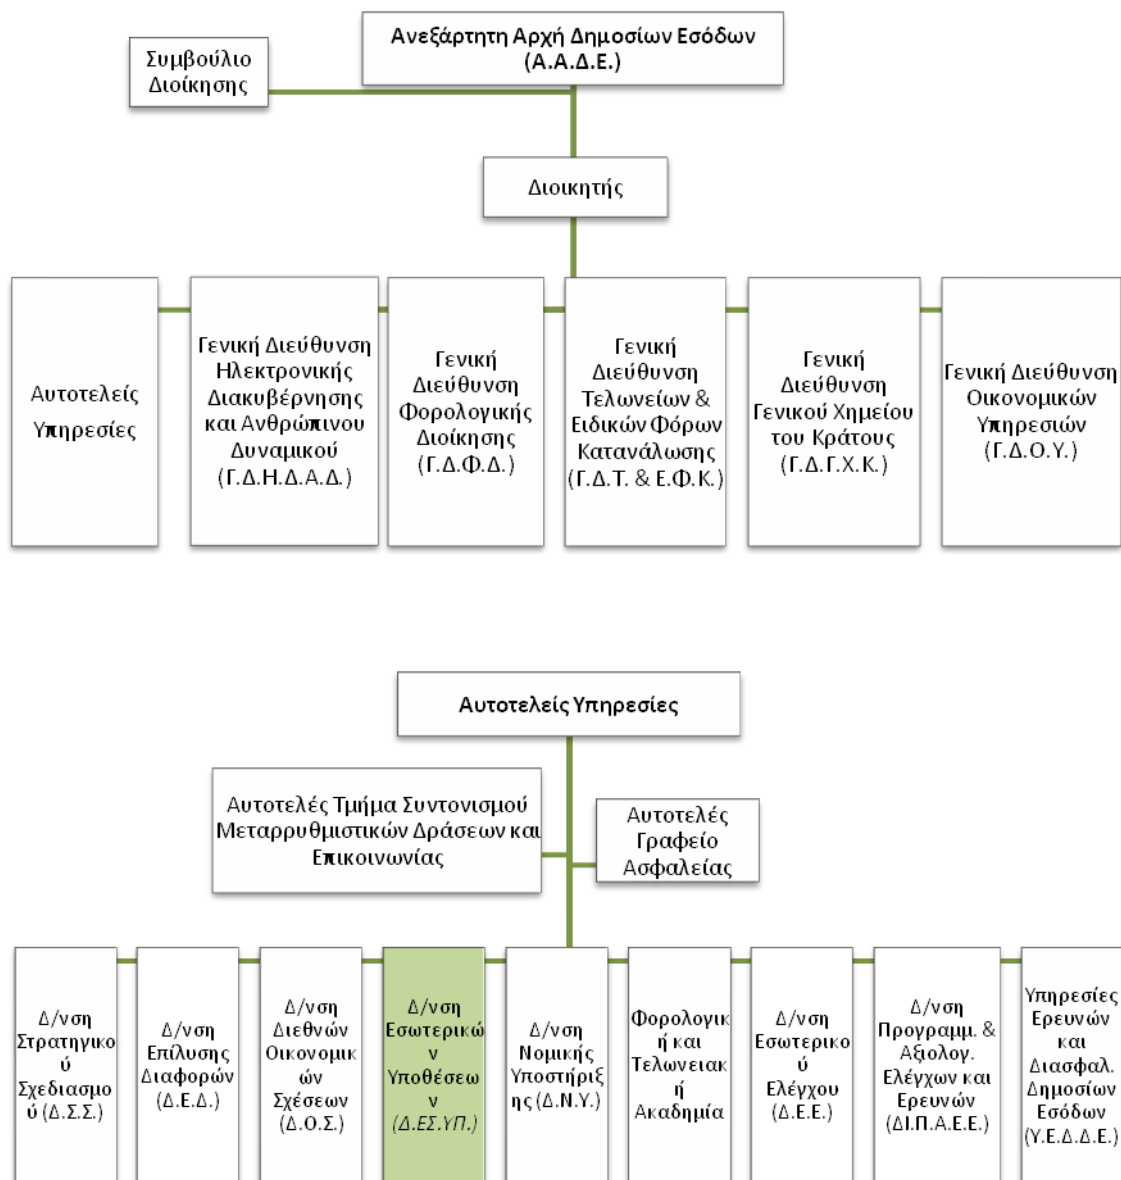 Ανεξάρτητη Αρχή Δημοσίων Εσόδων
(Α.Α.Δ.Ε.)
Συμβούλιο
Διοίκησης
Διοικητής
Αυτοτελείς
Υπηρεσίες
Γενική Διεύθυνση
Ηλεκτρονικής
Διακυβέρνησης
και Ανθρώπινου
Δυναμικού
(Γ.Δ.Η.Δ.Α.Δ.)
Γενική
Διεύθυνση
Φορολογικής
Διοίκησης
(Γ.Δ.Φ.Δ.)
Γενική
Διεύθυνση
Τελωνείων &
Ειδικών Φόρων
Κατανάλωσης
(Γ.Δ.Τ. & Ε.Φ.Κ.)
Γενική
Διεύθυνση
Γενικού Χημείου
του Κράτους
(Γ.Δ.Γ.Χ.Κ.)
Γενική Διεύθυνση
Οικονομικών
Υπηρεσιών
(Γ.Δ.Ο.Υ.)
Αυτοτελείς Υπηρεσίες
Αυτοτελές Τμήμα Συντονισμού
Μεταρρυθμιστικών Δράσεων και
Επικοινωνίας
Αυτοτελές
Γραφείο
Ασφαλείας
Δ/νση
Στρατηγικο
ύ
Σχεδιασμο
ύ (Δ.Σ.Σ.)
Δ/νση
Επίλυσης
Διαφορών
(Δ.Ε.Δ.)
Δ/νση
Διεθνών
Οικονομικ
ών
Σχέσεων
(Δ.Ο.Σ.)
Δ/νση
Εσωτερικώ
ν
Υποθέσεω
ν
(Δ.ΕΣ.ΥΠ.)
Δ/νση
Νομικής
Υποστήριξ
ης (Δ.Ν.Υ.)
Φορολογικ
ή και
Τελωνειακ
ή
Ακαδημία
Δ/νση
Εσωτερικο
ύ
Ελέγχου
(Δ.Ε.Ε.)
Δ/νση
Προγραμμ. &
Αξιολογ.
Ελέγχων και
Ερευνών
(ΔΙ.Π.Α.Ε.Ε.)
Υπηρεσίες
Ερευνών
και
Διασφαλ.
Δημοσίων
Εσόδων
(Υ.Ε.Δ.Δ.Ε.)